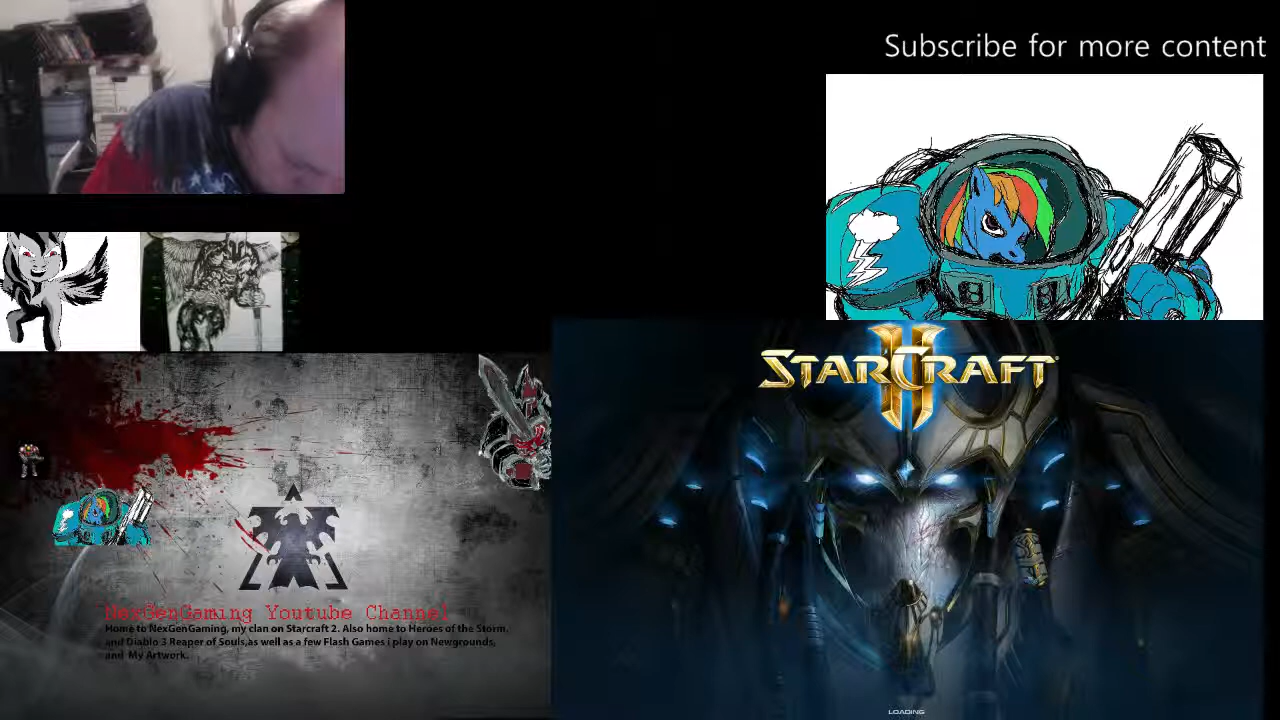 Subscribe for more content
STARCRAFT
II
NexGenGaming Youtube Channel
Home to NexGenGaming, my clan on Starcraft 2. Also home to Heroes of the Storm,
and Diablo 3 Reaper of Souls,as well as a few Flash Games i play on Newgrounds,
and My Artwork.
LOADING